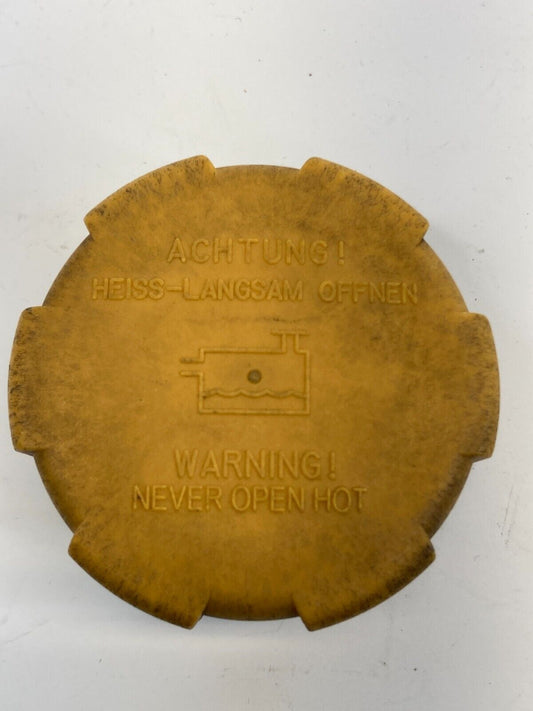 ACHTUNG!
HEISS-LANGSAM OFFNEN
WARNING!
NEVER OPEN HOT